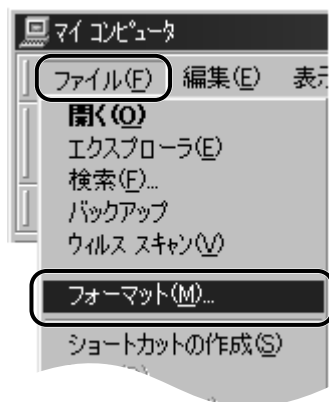 マイ コンピュータ
ファイル(F) 編集(E) 表示
開く(O)
エクスプローラ(E)
検索(F)...
バックアップ
ウィルス スキャン(V)
フォーマット(M)...
ショートカットの作成(S)